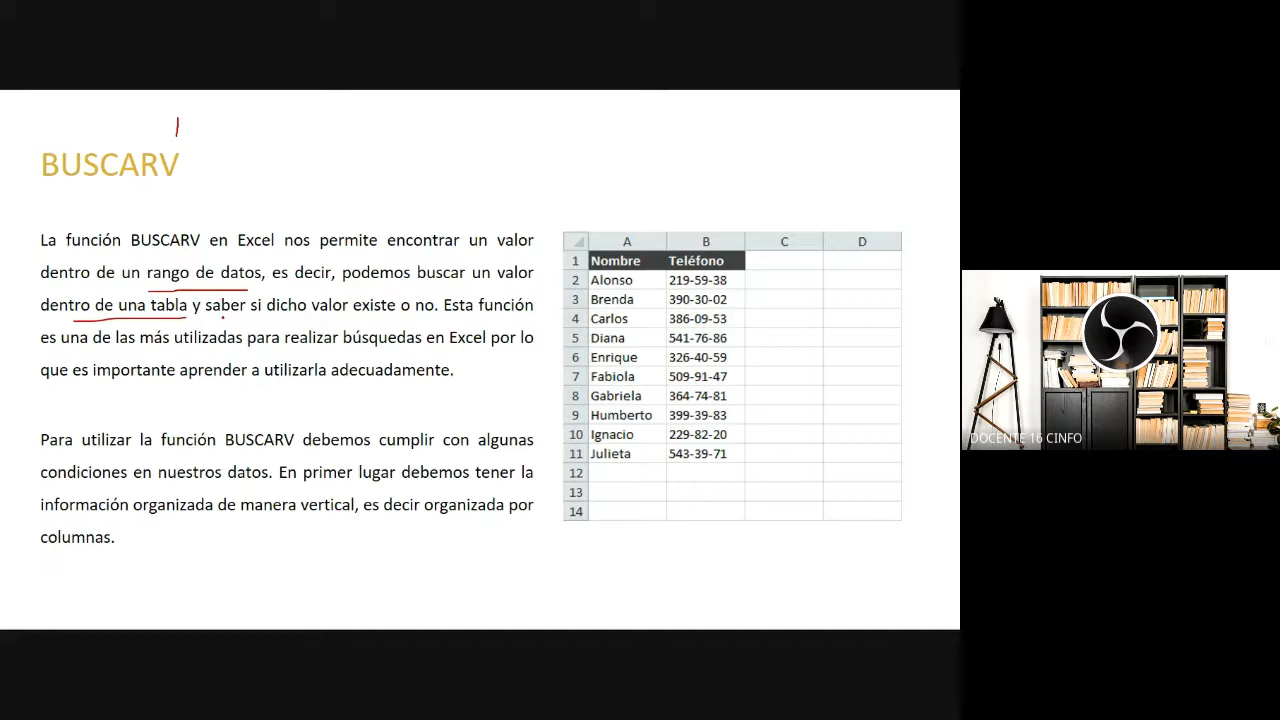 BUSCARV
La función BUSCARV en Excel nos permite encontrar un valor
dentro de un rango de datos, es decir, podemos buscar un valor
dentro de una tabla y saber si dicho valor existe o no. Esta función
es una de las más utilizadas para realizar búsquedas en Excel por lo
que es importante aprender a utilizarla adecuadamente.
Para utilizar la función BUSCARV debemos cumplir con algunas
condiciones en nuestros datos. En primer lugar debemos tener la
información organizada de manera vertical, es decir organizada por
columnas.
A B C D
1 Nombre Teléfono
2 Alonso 219-59-38
3 Brenda 390-30-02
4 Carlos 386-09-53
5 Diana 541-76-86
6 Enrique 326-40-59
7 Fabiola 509-91-47
8 Gabriela 364-74-81
9 Humberto 399-39-83
10 Ignacio 229-82-20
11 Julieta 543-39-71
12
13
14
DOCENTE 16 CINFO